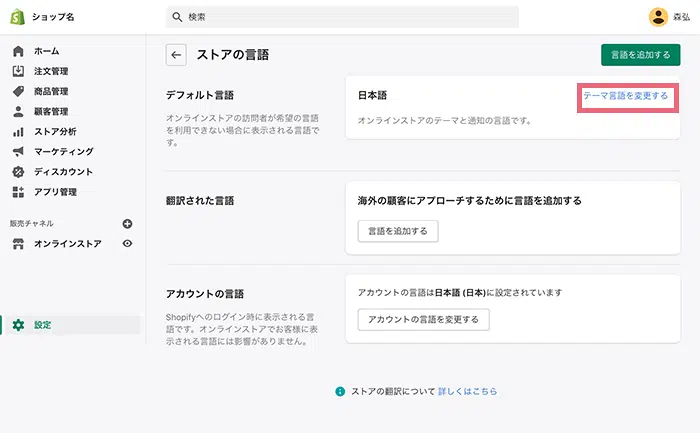 ショップ名
検索
森弘
ホーム
注文管理
商品管理
顧客管理
ストア分析
マーケティング
ディスカウント
アプリ管理
販売チャネル
オンラインストア
設定
ストアの言語
言語を追加する
デフォルト言語
オンラインストアの訪問者が希望の言語
を利用できない場合に表示される言語で
す。
日本語
テーマ言語を変更する
オンラインストアのテーマと通知の言語です。
翻訳された言語
海外の顧客にアプローチするために言語を追加する
言語を追加する
アカウントの言語
Shopifyへのログイン時に表示される言
語です。オンラインストアでお客様に表
示される言語には影響がありません。
アカウントの言語は日本語 (日本)に設定されています
アカウントの言語を変更する
ストアの翻訳について 詳しくはこちら